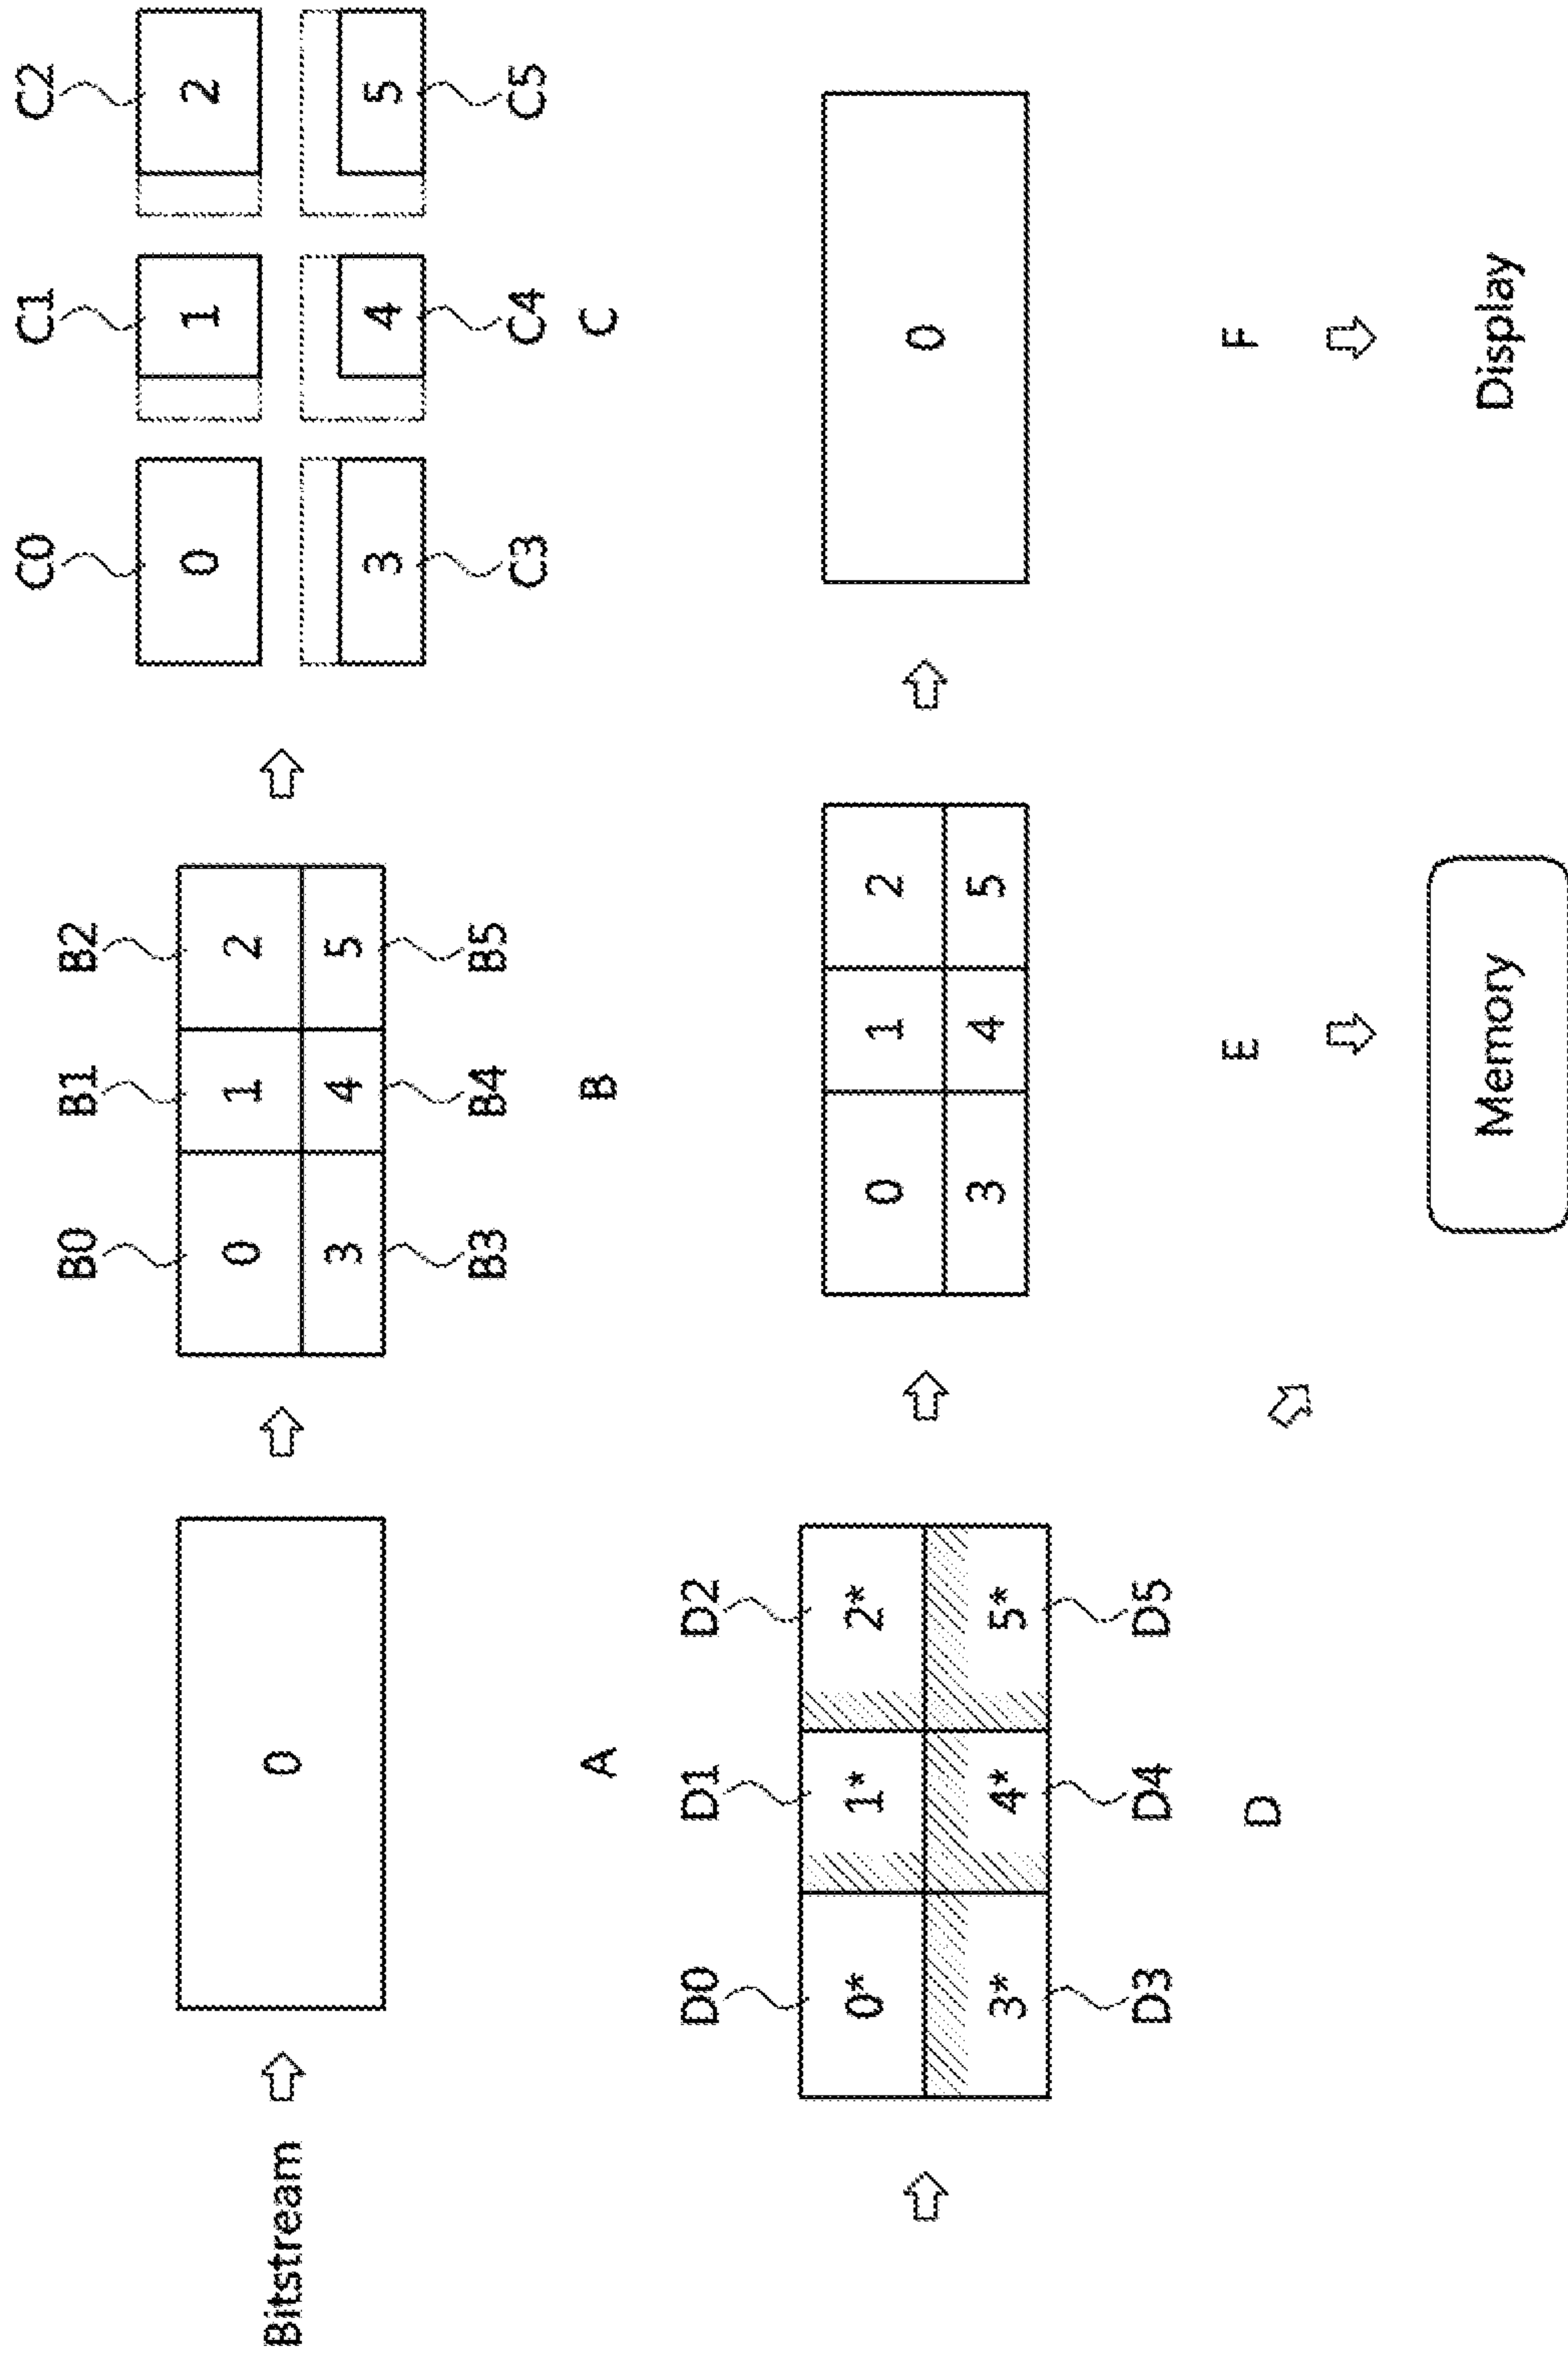 C0 C1 C2
0 1 2
3 4 5
C3 C4 C5
C
B0 B1 B2
0 1 2
3 4 5
B3 B4 B5
B
Bitstream
0
A
D0 D1 D2
0* 1* 2*
3* 4* 5*
D3 D4 D5
D
0 1 2
3 4 5
E
Memory
0
F
Display